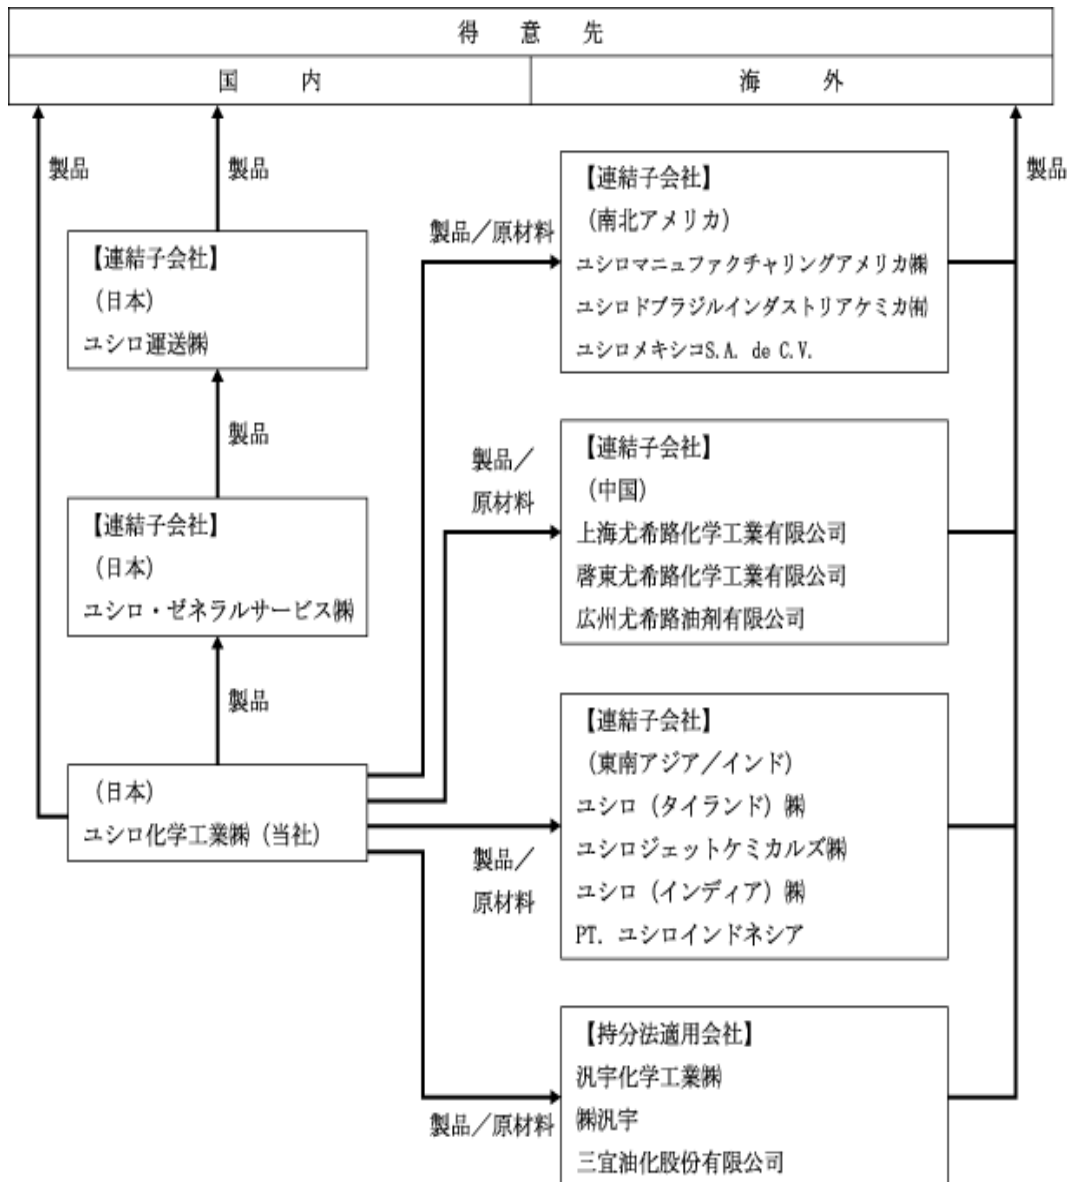 得意先
国内
海外
製品
製品
製品
【連結子会社】
(日本)
ユシロ運送㈱
製品
【連結子会社】
(日本)
ユシロ・ゼネラルサービス㈱
製品
(日本)
ユシロ化学工業㈱(当社)
製品/原材料
【連結子会社】
(南北アメリカ)
ユシロマニュファクチャリングアメリカ㈱
ユシロドブラジルインダストリアケミカ㈲
ユシロメキシコS.A. de C.V.
製品/
原材料
【連結子会社】
(中国)
上海尤希路化学工業有限公司
啓東尤希路化学工業有限公司
広州尤希路油剤有限公司
製品/
原材料
【連結子会社】
(東南アジア/インド)
ユシロ(タイランド)㈱
ユシロジェットケミカルズ㈱
ユシロ(インディア)㈱
PT. ユシロインドネシア
製品/原材料
【持分法適用会社】
汎宇化学工業㈱
㈱汎宇
三宜油化股份有限公司